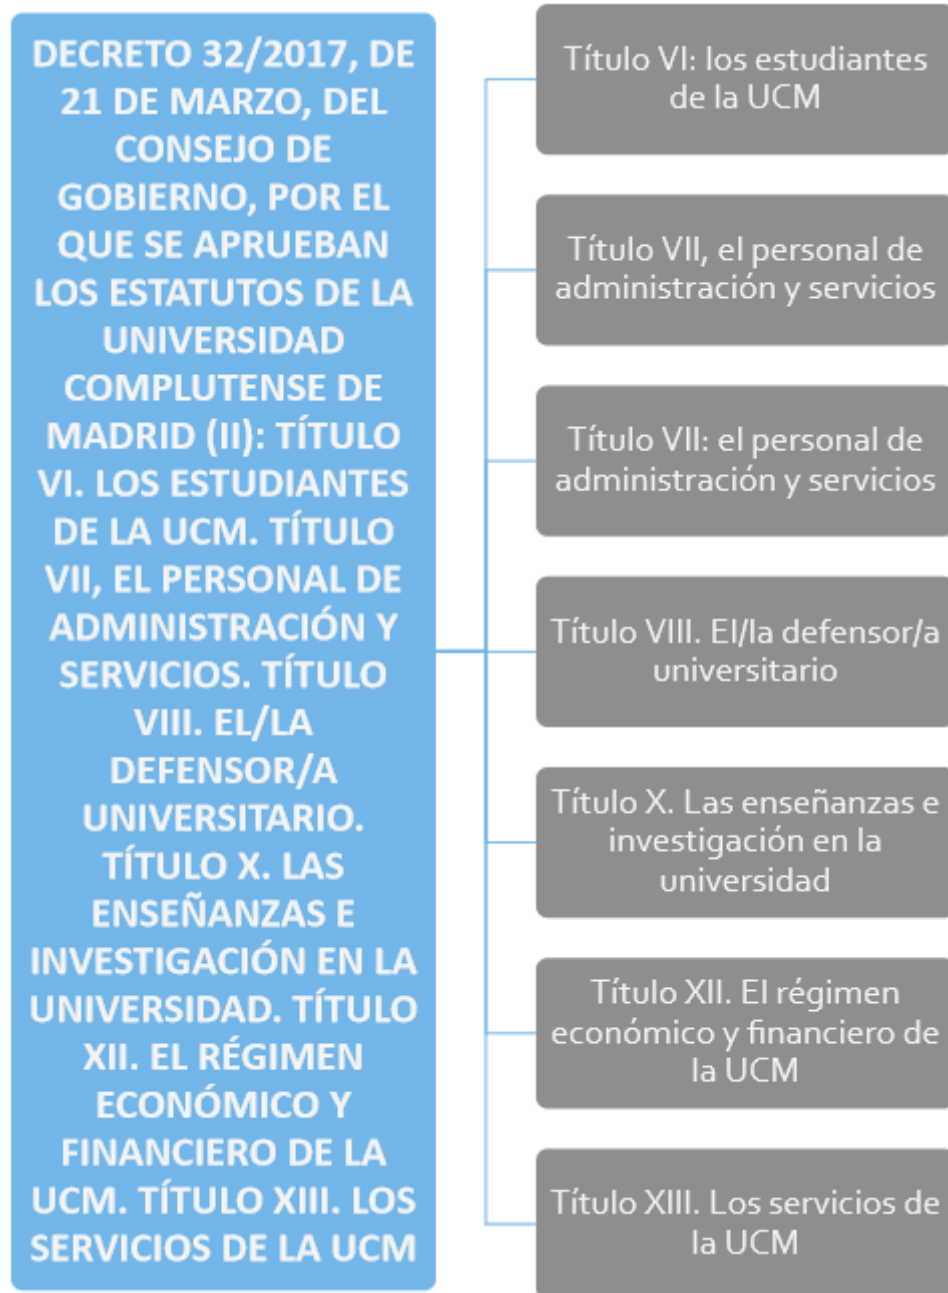 DECRETO 32/2017, DE
21 DE MARZO, DEL
CONSEJO DE
GOBIERNO, POR EL
QUE SE APRUEBAN
LOS ESTATUTOS DE LA
UNIVERSIDAD
COMPLUTENSE DE
MADRID (II): TÍTULO
VI. LOS ESTUDIANTES
DE LA UCM. TÍTULO
VII, EL PERSONAL DE
ADMINISTRACIÓN Y
SERVICIOS. TÍTULO
VIII. EL/LA
DEFENSOR/A
UNIVERSITARIO.
TÍTULO X. LAS
ENSEÑANZAS E
INVESTIGACIÓN EN LA
UNIVERSIDAD. TÍTULO
XII. EL RÉGIMEN
ECONÓMICO Y
FINANCIERO DE LA
UCM. TÍTULO XIII. LOS
SERVICIOS DE LA UCM
Título VI: los estudiantes
de la UCM
Título VII, el personal de
administración y servicios
Título VII: el personal de
administración y servicios
Título VIII. El/la defensor/a
universitario
Título X. Las enseñanzas e
investigación en la
universidad
Título XII. El régimen
económico y financiero de
la UCM
Título XIII. Los servicios de
la UCM